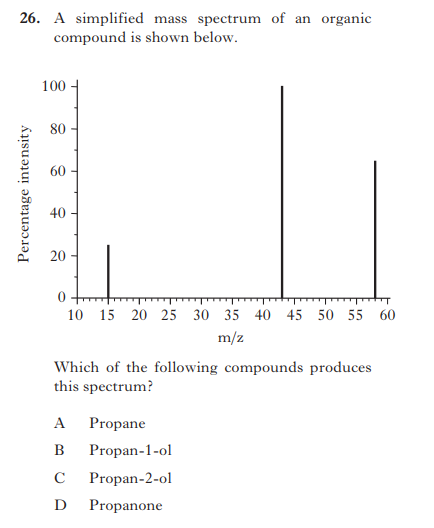 26. A simplified mass spectrum of an organic
compound is shown below.
100
80
60
40
20
0
Percentage intensity
10 15 20 25 30 35 40 45 50 55 60
m/z
Which of the following compounds produces
this spectrum?
A Propane
B Propan-1-ol
C Propan-2-ol
D Propanone